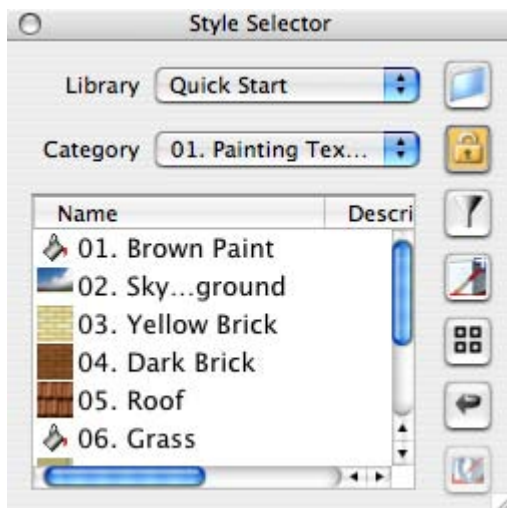 Style Selector
Library Quick Start
Category 01. Painting Tex...
Name Descri
01. Brown Paint
02. Sky...ground
03. Yellow Brick
04. Dark Brick
05. Roof
06. Grass